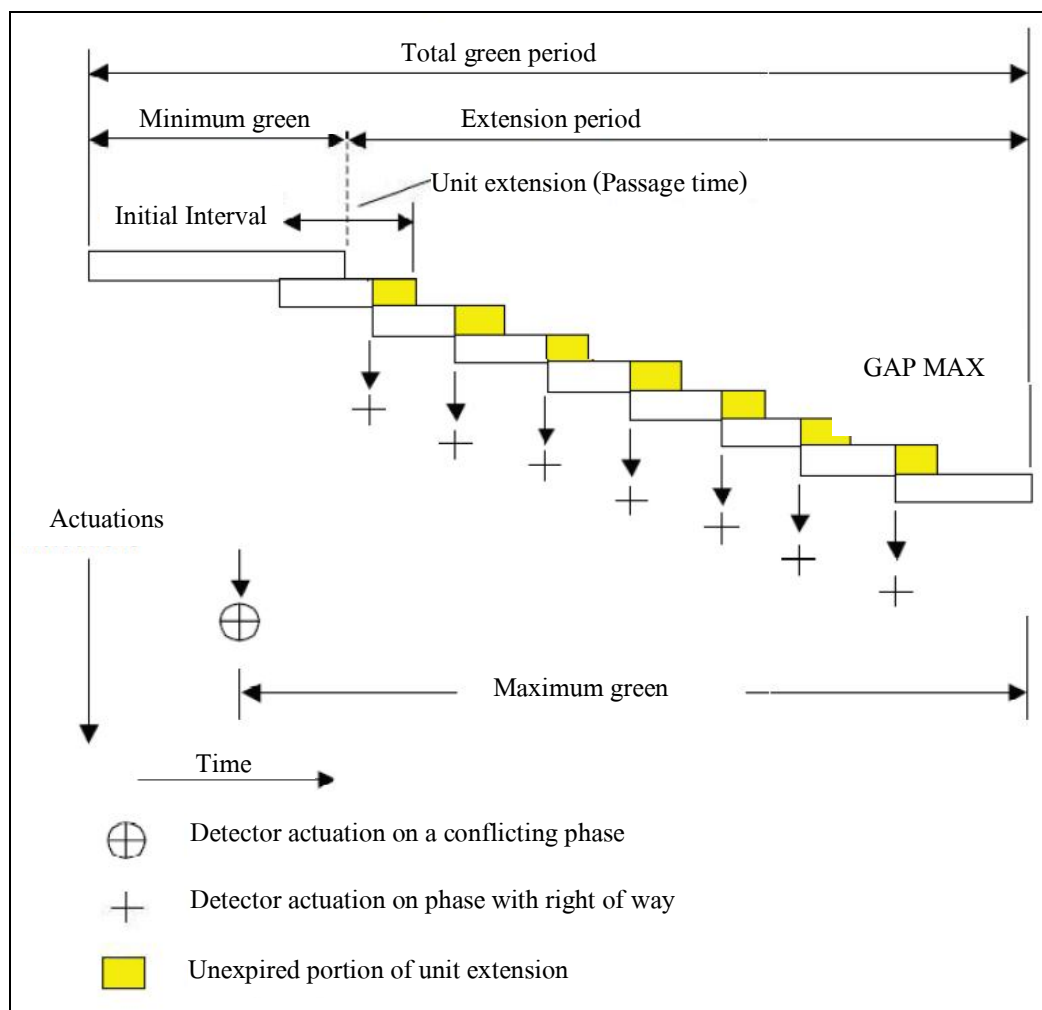 Total green period
Minimum green
Extension period
Unit extension (Passage time)
Initial Interval
GAP MAX
Actuations
Maximum green
Time
Detector actuation on a conflicting phase
Detector actuation on phase with right of way
Unexpired portion of unit extension